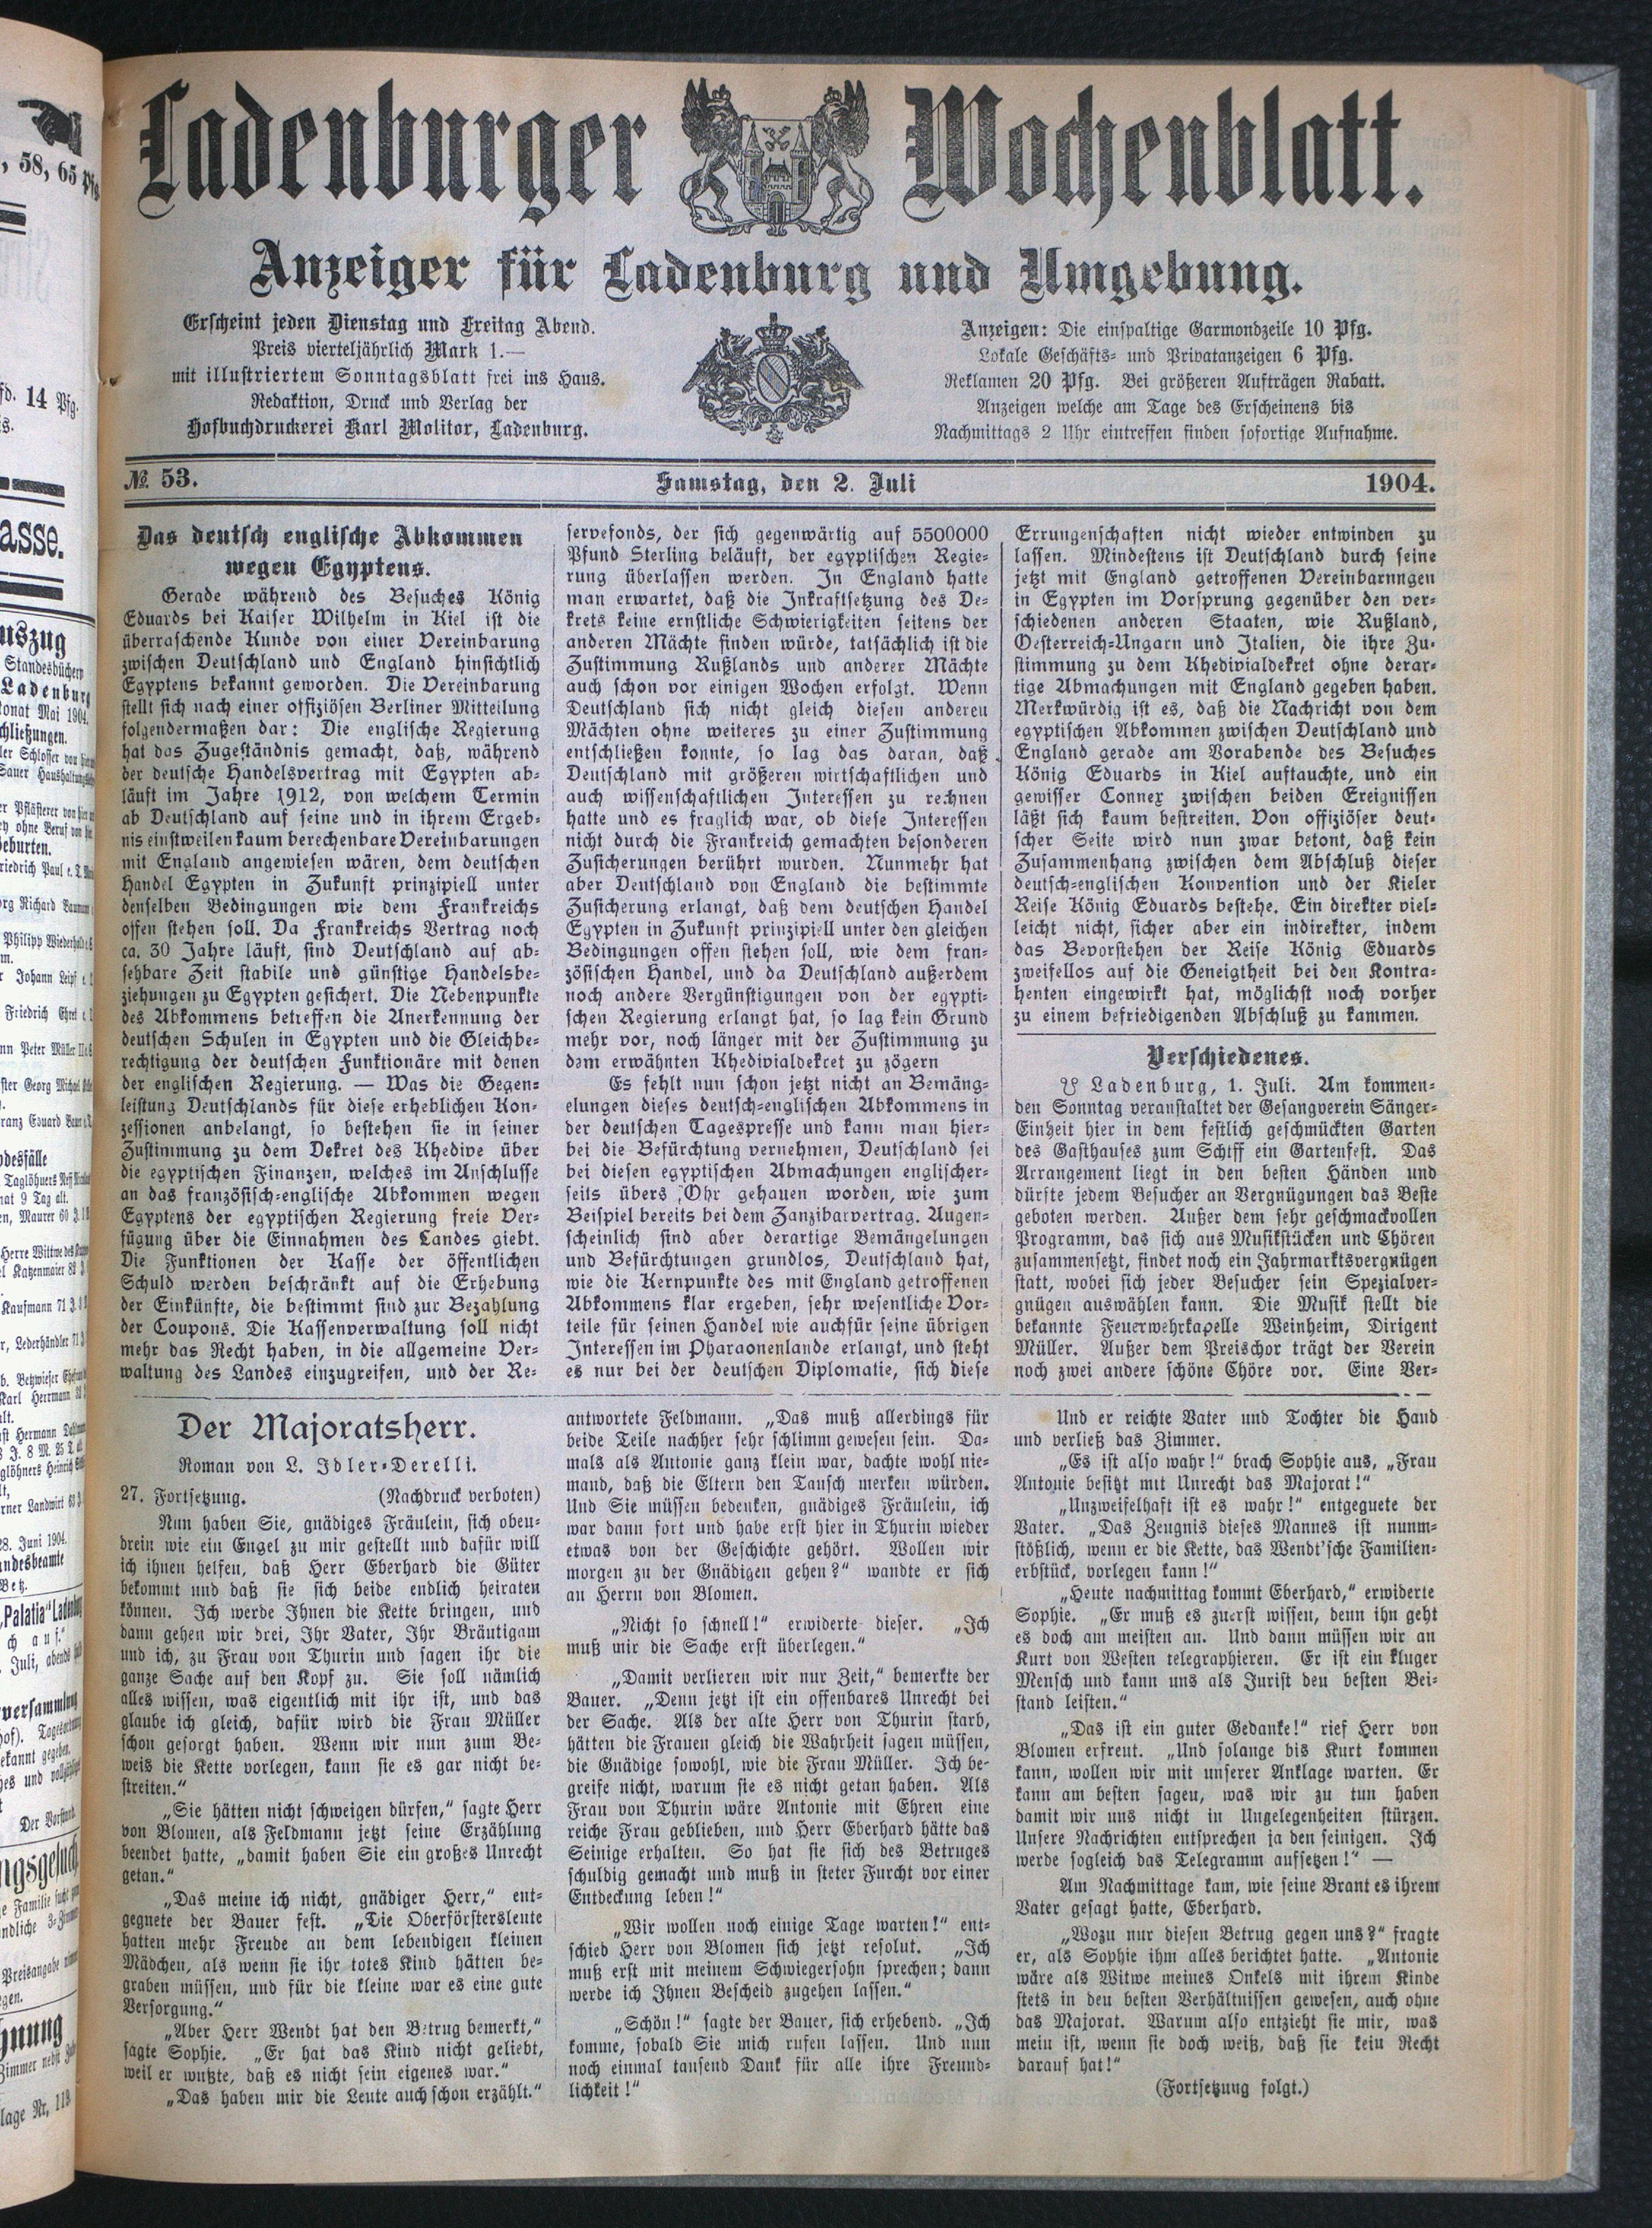 Ladenburger Wochenblatt.
Anzeiger für Ladenburg und Umgebung.
Erscheint jeden Dienstag und Freitag Abend.
Preis vierteljährlich Mark 1.—
mit illustriertem Sonntagsblatt frei ins Haus.
Redaktion, Druck und Verlag der
Hofbuchdruckerei Karl Molitor, Ladenburg.
Anzeigen: Die einspaltige Garmondzeile 10 Pfg.
Lokale Geschäfts- und Privatanzeigen 6 Pfg.
Reklamen 20 Pfg. Bei größeren Aufträgen Rabatt.
Anzeigen welche am Tage des Erscheinens bis
Nachmittags 2 Uhr eintreffen finden sofortige Aufnahme.
№ 53. Samstag, den 2. Juli 1904.
Das deutsch englische Abkommen
wegen Egyptens.
Gerade während des Besuches König
Eduards bei Kaiser Wilhelm in Kiel ist die
überraschende Kunde von einer Vereinbarung
zwischen Deutschland und England hinsichtlich
Egyptens bekannt geworden. Die Vereinbarung
stellt sich nach einer offiziösen Berliner Mitteilung
folgendermaßen dar: Die englische Regierung
hat das Zugeständnis gemacht, daß, während
der deutsche Handelsvertrag mit Egypten ab-
läuft im Jahre 1912, von welchem Termin
ab Deutschland auf seine und in ihrem Ergeb-
nis einstweilen kaum berechenbare Vereinbarungen
mit England angewiesen wären, dem deutschen
Handel Egypten in Zukunft prinzipiell unter
denselben Bedingungen wie dem Frankreichs
offen stehen soll. Da Frankreichs Vertrag noch
ca. 30 Jahre läuft, sind Deutschland auf ab-
sehbare Zeit stabile und günstige Handelsbe-
ziehungen zu Egypten gesichert. Die Nebenpunkte
des Abkommens betreffen die Anerkennung der
deutschen Schulen in Egypten und die Gleichbe-
rechtigung der deutschen Funktionäre mit denen
der englischen Regierung. — Was die Gegen-
leistung Deutschlands für diese erheblichen Kon-
zessionen anbelangt, so bestehen sie in seiner
Zustimmung zu dem Dekret des Khedive über
die egyptischen Finanzen, welches im Anschlusse
an das französisch-englische Abkommen wegen
Egyptens der egyptischen Regierung freie Ver-
fügung über die Einnahmen des Landes giebt.
Die Funktionen der Kasse der öffentlichen
Schuld werden beschränkt auf die Erhebung
der Einkünfte, die bestimmt sind zur Bezahlung
der Coupons. Die Kassenverwaltung soll nicht
mehr das Recht haben, in die allgemeine Ver-
waltung des Landes einzugreifen, und der Re-
servefonds, der sich gegenwärtig auf 5500000
Pfund Sterling beläuft, der egyptischen Regie-
rung überlassen werden. In England hatte
man erwartet, daß die Inkraftsetzung des De-
krets keine ernstliche Schwierigkeiten seitens der
anderen Mächte finden würde, tatsächlich ist die
Zustimmung Rußlands und anderer Mächte
auch schon vor einigen Wochen erfolgt. Wenn
Deutschland sich nicht gleich diesen anderen
Mächten ohne weiteres zu einer Zustimmung
entschließen konnte, so lag das daran, daß
Deutschland mit größeren wirtschaftlichen und
auch wissenschaftlichen Interessen zu rechnen
hatte und es fraglich war, ob diese Interessen
nicht durch die Frankreich gemachten besonderen
Zusicherungen berührt wurden. Nunmehr hat
aber Deutschland von England die bestimmte
Zusicherung erlangt, daß dem deutschen Handel
Egypten in Zukunft prinzipiell unter den gleichen
Bedingungen offen stehen soll, wie dem fran-
zösischen Handel, und da Deutschland außerdem
noch andere Vergünstigungen von der egypti-
schen Regierung erlangt hat, so lag kein Grund
mehr vor, noch länger mit der Zustimmung zu
dem erwähnten Khedivialdekret zu zögern
Es fehlt nun schon jetzt nicht an Bemäng-
elungen dieses deutsch-englischen Abkommens in
der deutschen Tagespresse und kann man hier-
bei die Befürchtung vernehmen, Deutschland sei
bei diesen egyptischen Abmachungen englischer-
seits übers Ohr gehauen worden, wie zum
Beispiel bereits bei dem Zanzibarvertrag. Augen-
scheinlich sind aber derartige Bemängelungen
und Befürchtungen grundlos, Deutschland hat,
wie die Kernpunkte des mit England getroffenen
Abkommens klar ergeben, sehr wesentliche Vor-
teile für seinen Handel wie auchfür seine übrigen
Interessen im Pharaonenlande erlangt, und steht
es nur bei der deutschen Diplomatie, sich diese
Errungenschaften nicht wieder entwinden zu
lassen. Mindestens ist Deutschland durch seine
jetzt mit England getroffenen Vereinbarnngen
in Egypten im Vorsprung gegenüber den ver-
schiedenen anderen Staaten, wie Rußland,
Oesterreich-Ungarn und Italien, die ihre Zu-
stimmung zu dem Khedivialdekret ohne derar-
tige Abmachungen mit England gegeben haben.
Merkwürdig ist es, daß die Nachricht von dem
egyptischen Abkommen zwischen Deutschland und
England gerade am Vorabende des Besuches
König Eduards in Kiel auftauchte, und ein
gewisser Connex zwischen beiden Ereignissen
läßt sich kaum bestreiten. Von offiziöser deut-
scher Seite wird nun zwar betont, daß kein
Zusammenhang zwischen dem Abschluß dieser
deutsch-englischen Konvention und der Kieler
Reise König Eduards bestehe. Ein direkter viel-
leicht nicht, sicher aber ein indirekter, indem
das Bevorstehen der Reise König Eduards
zweifellos auf die Geneigtheit bei den Kontra-
henten eingewirkt hat, möglichst noch vorher
zu einem befriedigenden Abschluß zu kammen.
Verschiedenes.
Ladenburg, 1. Juli. Am kommen-
den Sonntag veranstaltet der Gesangverein Sänger-
Einheit hier in dem festlich geschmückten Garten
des Gasthauses zum Schiff ein Gartenfest. Das
Arrangement liegt in den besten Händen und
dürfte jedem Besucher an Vergnügungen das Beste
geboten werden. Außer dem sehr geschmackvollen
Programm, das sich aus Musikstücken und Chören
zusammensetzt, findet noch ein Jahrmarktsvergnügen
statt, wobei sich jeder Besucher sein Spezialver-
gnügen auswählen kann. Die Musik stellt die
bekannte Feuerwehrkapelle Weinheim, Dirigent
Müller. Außer dem Preischor trägt der Verein
noch zwei andere schöne Chöre vor. Eine Ver-
Der Majoratsherr.
Roman von L. Idler-Derelli.
27. Fortsetzung. (Nachdruck verboten)
Nun haben Sie, gnädiges Fräulein, sich oben-
drein wie ein Engel zu mir gestellt und dafür will
ich ihnen helfen, daß Herr Eberhard die Güter
bekommt und daß sie sich beide endlich heiraten
können. Ich werde Ihnen die Kette bringen, und
dann gehen wir drei, Ihr Vater, Ihr Bräutigam
und ich, zu Frau von Thurin und sagen ihr die
ganze Sache auf den Kopf zu. Sie soll nämlich
alles wissen, was eigentlich mit ihr ist, und das
glaube ich gleich, dafür wird die Frau Müller
schon gesorgt haben. Wenn wir nun zum Be-
weis die Kette vorlegen, kann sie es gar nicht be-
streiten.“
„Sie hätten nicht schweigen dürfen,“ sagte Herr
von Blomen, als Feldmann jetzt seine Erzählung
beendet hatte, „damit haben Sie ein großes Unrecht
getan.“
„Das meine ich nicht, gnädiger Herr,“ ent-
gegnete der Bauer fest. „Die Oberförstersleute
hatten mehr Freude an dem lebendigen kleinen
Mädchen, als wenn sie ihr totes Kind hätten be-
graben müssen, und für die kleine war es eine gute
Versorgung.“
„Aber Herr Wendt hat den Betrug bemerkt,“
sagte Sophie. „Er hat das Kind nicht geliebt,
weil er wußte, daß es nicht sein eigenes war.“
„Das haben mir die Leute auch schon erzählt.“
antwortete Feldmann. „Das muß allerdings für
beide Teile nachher sehr schlimm gewesen sein. Da-
mals als Antonie ganz klein war, dachte wohl nie-
mand, daß die Eltern den Tausch merken würden.
Und Sie müssen bedenken, gnädiges Fräulein, ich
war dann fort und habe erst hier in Thurin wieder
etwas von der Geschichte gehört. Wollen wir
morgen zu der Gnädigen gehen?“ wandte er sich
an Herrn von Blomen.
„Nicht so schnell!“ erwiderte dieser. „Ich
muß mir die Sache erst überlegen.“
„Damit verlieren wir nur Zeit,“ bemerkte der
Bauer. „Denn jetzt ist ein offenbares Unrecht bei
der Sache. Als der alte Herr von Thurin starb,
hätten die Frauen gleich die Wahrheit sagen müssen,
die Gnädige sowohl, wie die Frau Müller. Ich be-
greife nicht, warum sie es nicht getan haben. Als
Frau von Thurin wäre Antonie mit Ehren eine
reiche Frau geblieben, und Herr Eberhard hätte das
Seinige erhalten. So hat sie sich des Betruges
schuldig gemacht und muß in steter Furcht vor einer
Entdeckung leben!“
„Wir wollen noch einige Tage warten!“ ent-
schied Herr von Blomen sich jetzt resolut. „Ich
muß erst mit meinem Schwiegersohn sprechen; dann
werde ich Ihnen Bescheid zugehen lassen.“
„Schön!“ sagte der Bauer, sich erhebend. „Ich
komme, sobald Sie mich rufen lassen. Und nun
noch einmal tausend Dank für alle ihre Freund-
lichkeit!“
Und er reichte Vater und Tochter die Hand
und verließ das Zimmer.
„Es ist also wahr!“ brach Sophie aus, „Frau
Antonie besitzt mit Unrecht das Majorat!“
„Unzweifelhaft ist es wahr!“ entgegnete der
Vater. „Das Zeugnis dieses Mannes ist nunm-
stößlich, wenn er die Kette, das Wendt'sche Familien-
erbstück, vorlegen kann!“
„Heute nachmittag kommt Eberhard,“ erwiderte
Sophie. „Er muß es zuerst wissen, denn ihn geht
es doch am meisten an. Und dann müssen wir an
Kurt von Westen telegraphieren. Er ist ein kluger
Mensch und kann uns als Jurist den besten Bei-
stand leisten.“
„Das ist ein guter Gedanke!“ rief Herr von
Blomen erfreut. „Und solange bis Kurt kommen
kann, wollen wir mit unserer Anklage warten. Er
kann am besten sagen, was wir zu tun haben
damit wir uns nicht in Ungelegenheiten stürzen.
Unsere Nachrichten entsprechen ja den seinigen. Ich
werde sogleich das Telegramm aufsetzen!“ —
Am Nachmittage kam, wie seine Brant es ihrem
Vater gesagt hatte, Eberhard.
„Wozu nur diesen Betrug gegen uns?“ fragte
er, als Sophie ihm alles berichtet hatte. „Antonie
wäre als Witwe meines Onkels mit ihrem Kinde
stets in den besten Verhältnissen gewesen, auch ohne
das Majorat. Warum also entzieht sie mir, was
mein ist, wenn sie doch weiß, daß sie kein Recht
darauf hat!“
(Fortsetzung folgt.)